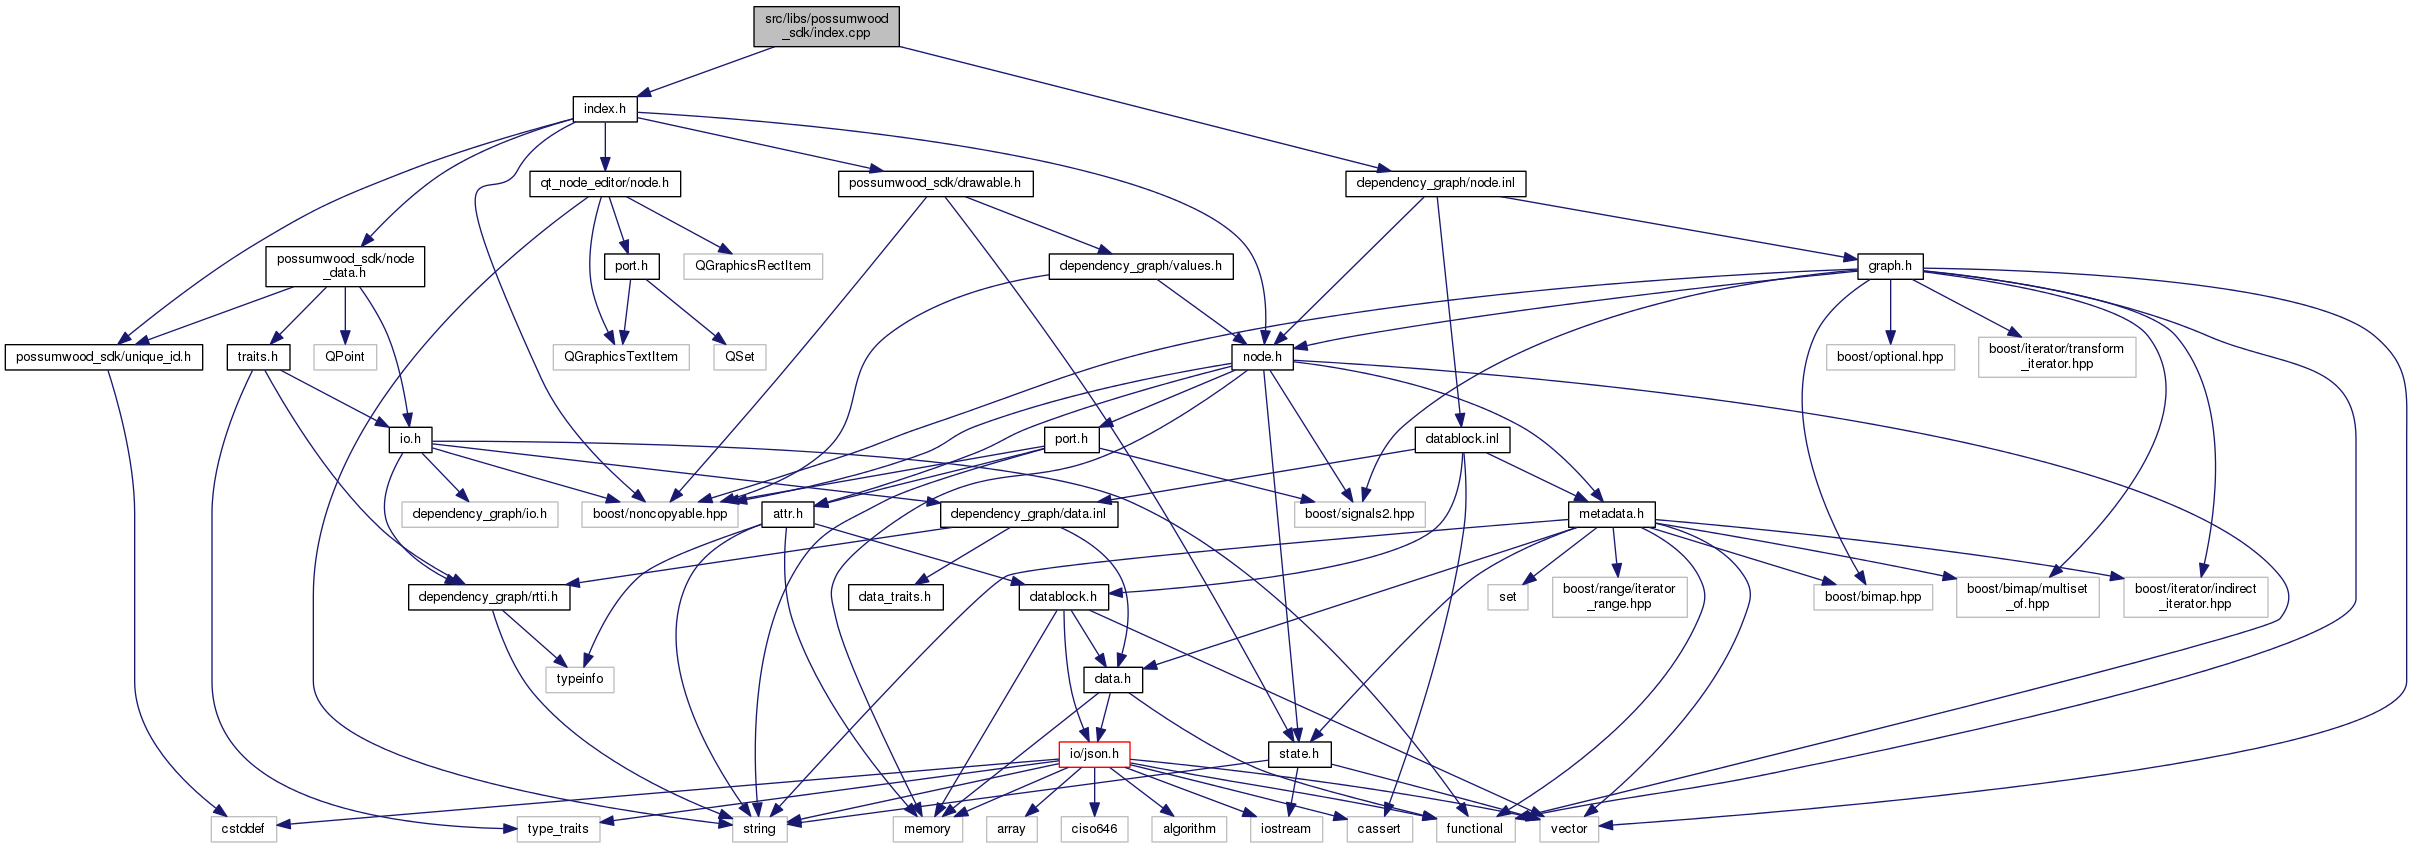 src/libs/possumwood
_sdk/index.cpp
index.h
qt_node_editor/node.h
possumwood_sdk/drawable.h
dependency_graph/node.inl
possumwood_sdk/node
_data.h
port.h
QGraphicsRectItem
dependency_graph/values.h
graph.h
possumwood_sdk/unique_id.h
traits.h
QPoint
QGraphicsTextItem
QSet
node.h
boost/optional.hpp
boost/iterator/transform
_iterator.hpp
io.h
port.h
datablock.inl
dependency_graph/io.h
boost/noncopyable.hpp
attr.h
dependency_graph/data.inl
boost/signals2.hpp
metadata.h
dependency_graph/rtti.h
data_traits.h
datablock.h
set
boost/range/iterator
_range.hpp
boost/bimap.hpp
boost/bimap/multiset
_of.hpp
boost/iterator/indirect
_iterator.hpp
typeinfo
data.h
io/json.h
state.h
cstddef
type_traits
string
memory
array
ciso646
algorithm
iostream
cassert
functional
vector